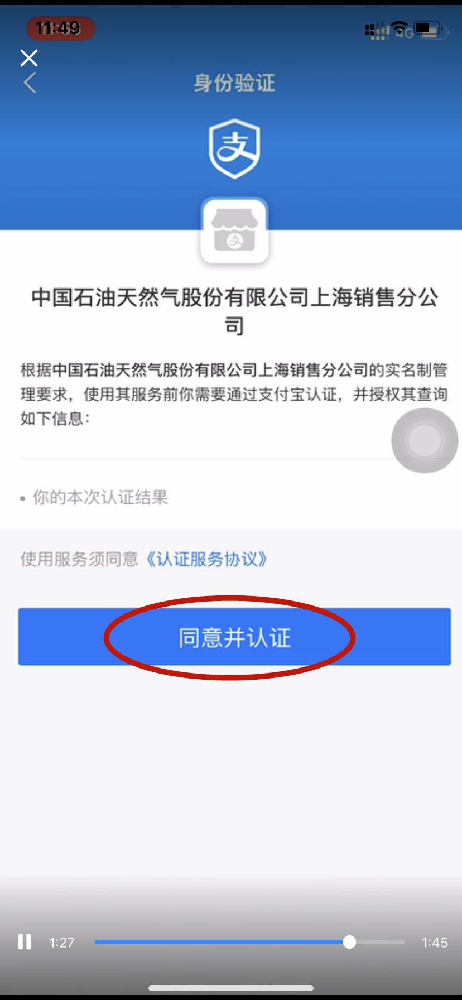 11:49
4G
身份验证
支
中国石油天然气股份有限公司上海销售分公
司
根据中国石油天然气股份有限公司上海销售分公司的实名制管
理要求，使用其服务前你需要通过支付宝认证，并授权其查询
如下信息：
• 你的本次认证结果
使用服务须同意《认证服务协议》
同意并认证
1:27
1:45